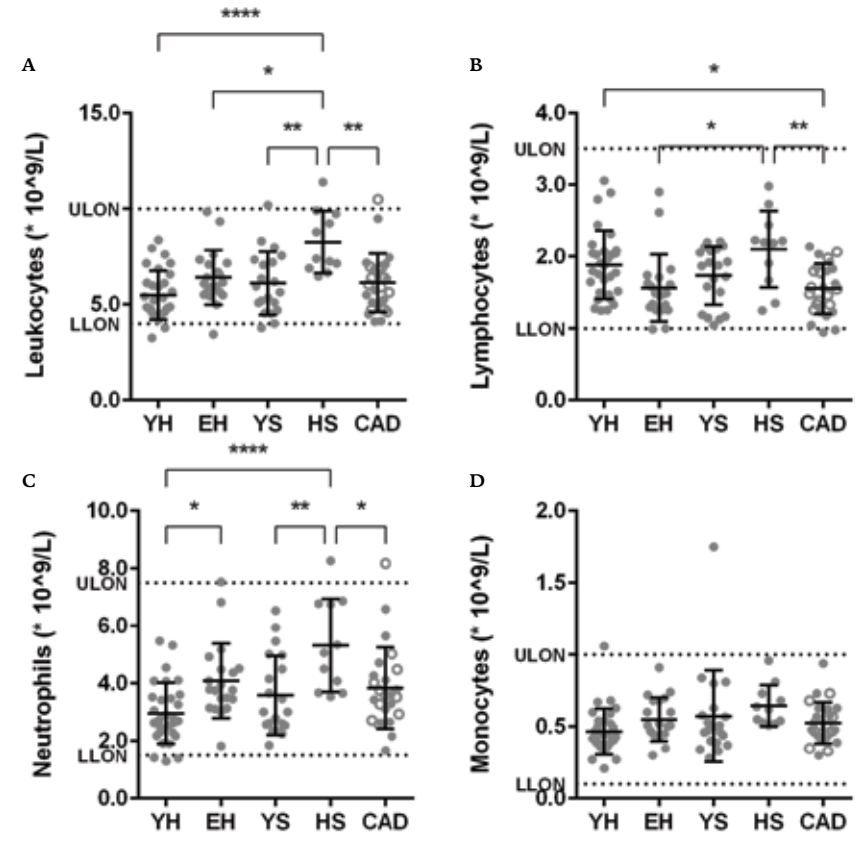 ****
A
*
**
**
15.0
ULON
5.0
LLON
0.0
Leukocytes (* 10^9/L)
YH EH YS HS CAD
B
*
*
**
4.0
ULON
3.0
2.0
LLON
1.0
0.0
Lymphocytes (* 10^9/L)
YH EH YS HS CAD
****
C
*
**
*
10.0
8.0
ULON
6.0
4.0
2.0
LLON
0.0
Neutrophils (* 10^9/L)
YH EH YS HS CAD
D
2.0
1.5
ULON
1.0
0.5
LLON
0.0
Monocytes (* 10^9/L)
YH EH YS HS CAD